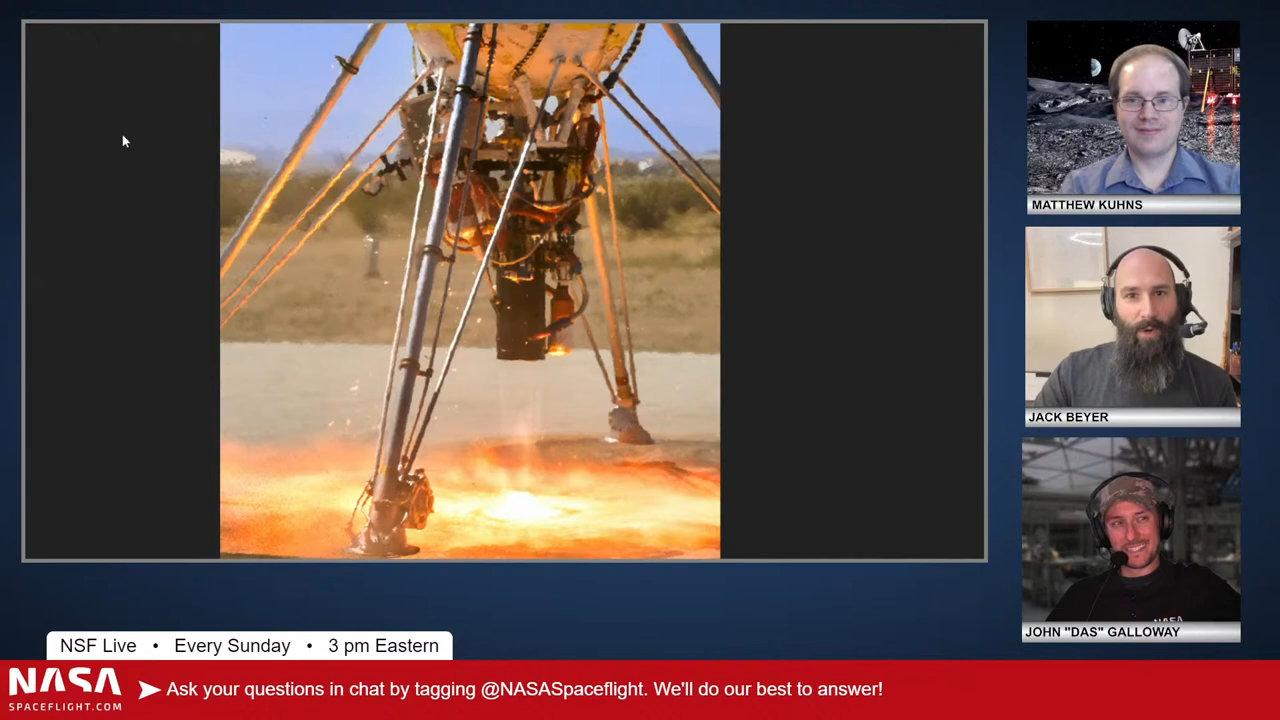 MATTHEW KUHNS
JACK BEYER
JOHN "DAS" GALLOWAY
NSF Live • Every Sunday • 3 pm Eastern
NASA
SPACEFLIGHT.COM
Ask your questions in chat by tagging @NASASpaceflight. We'll do our best to answer!